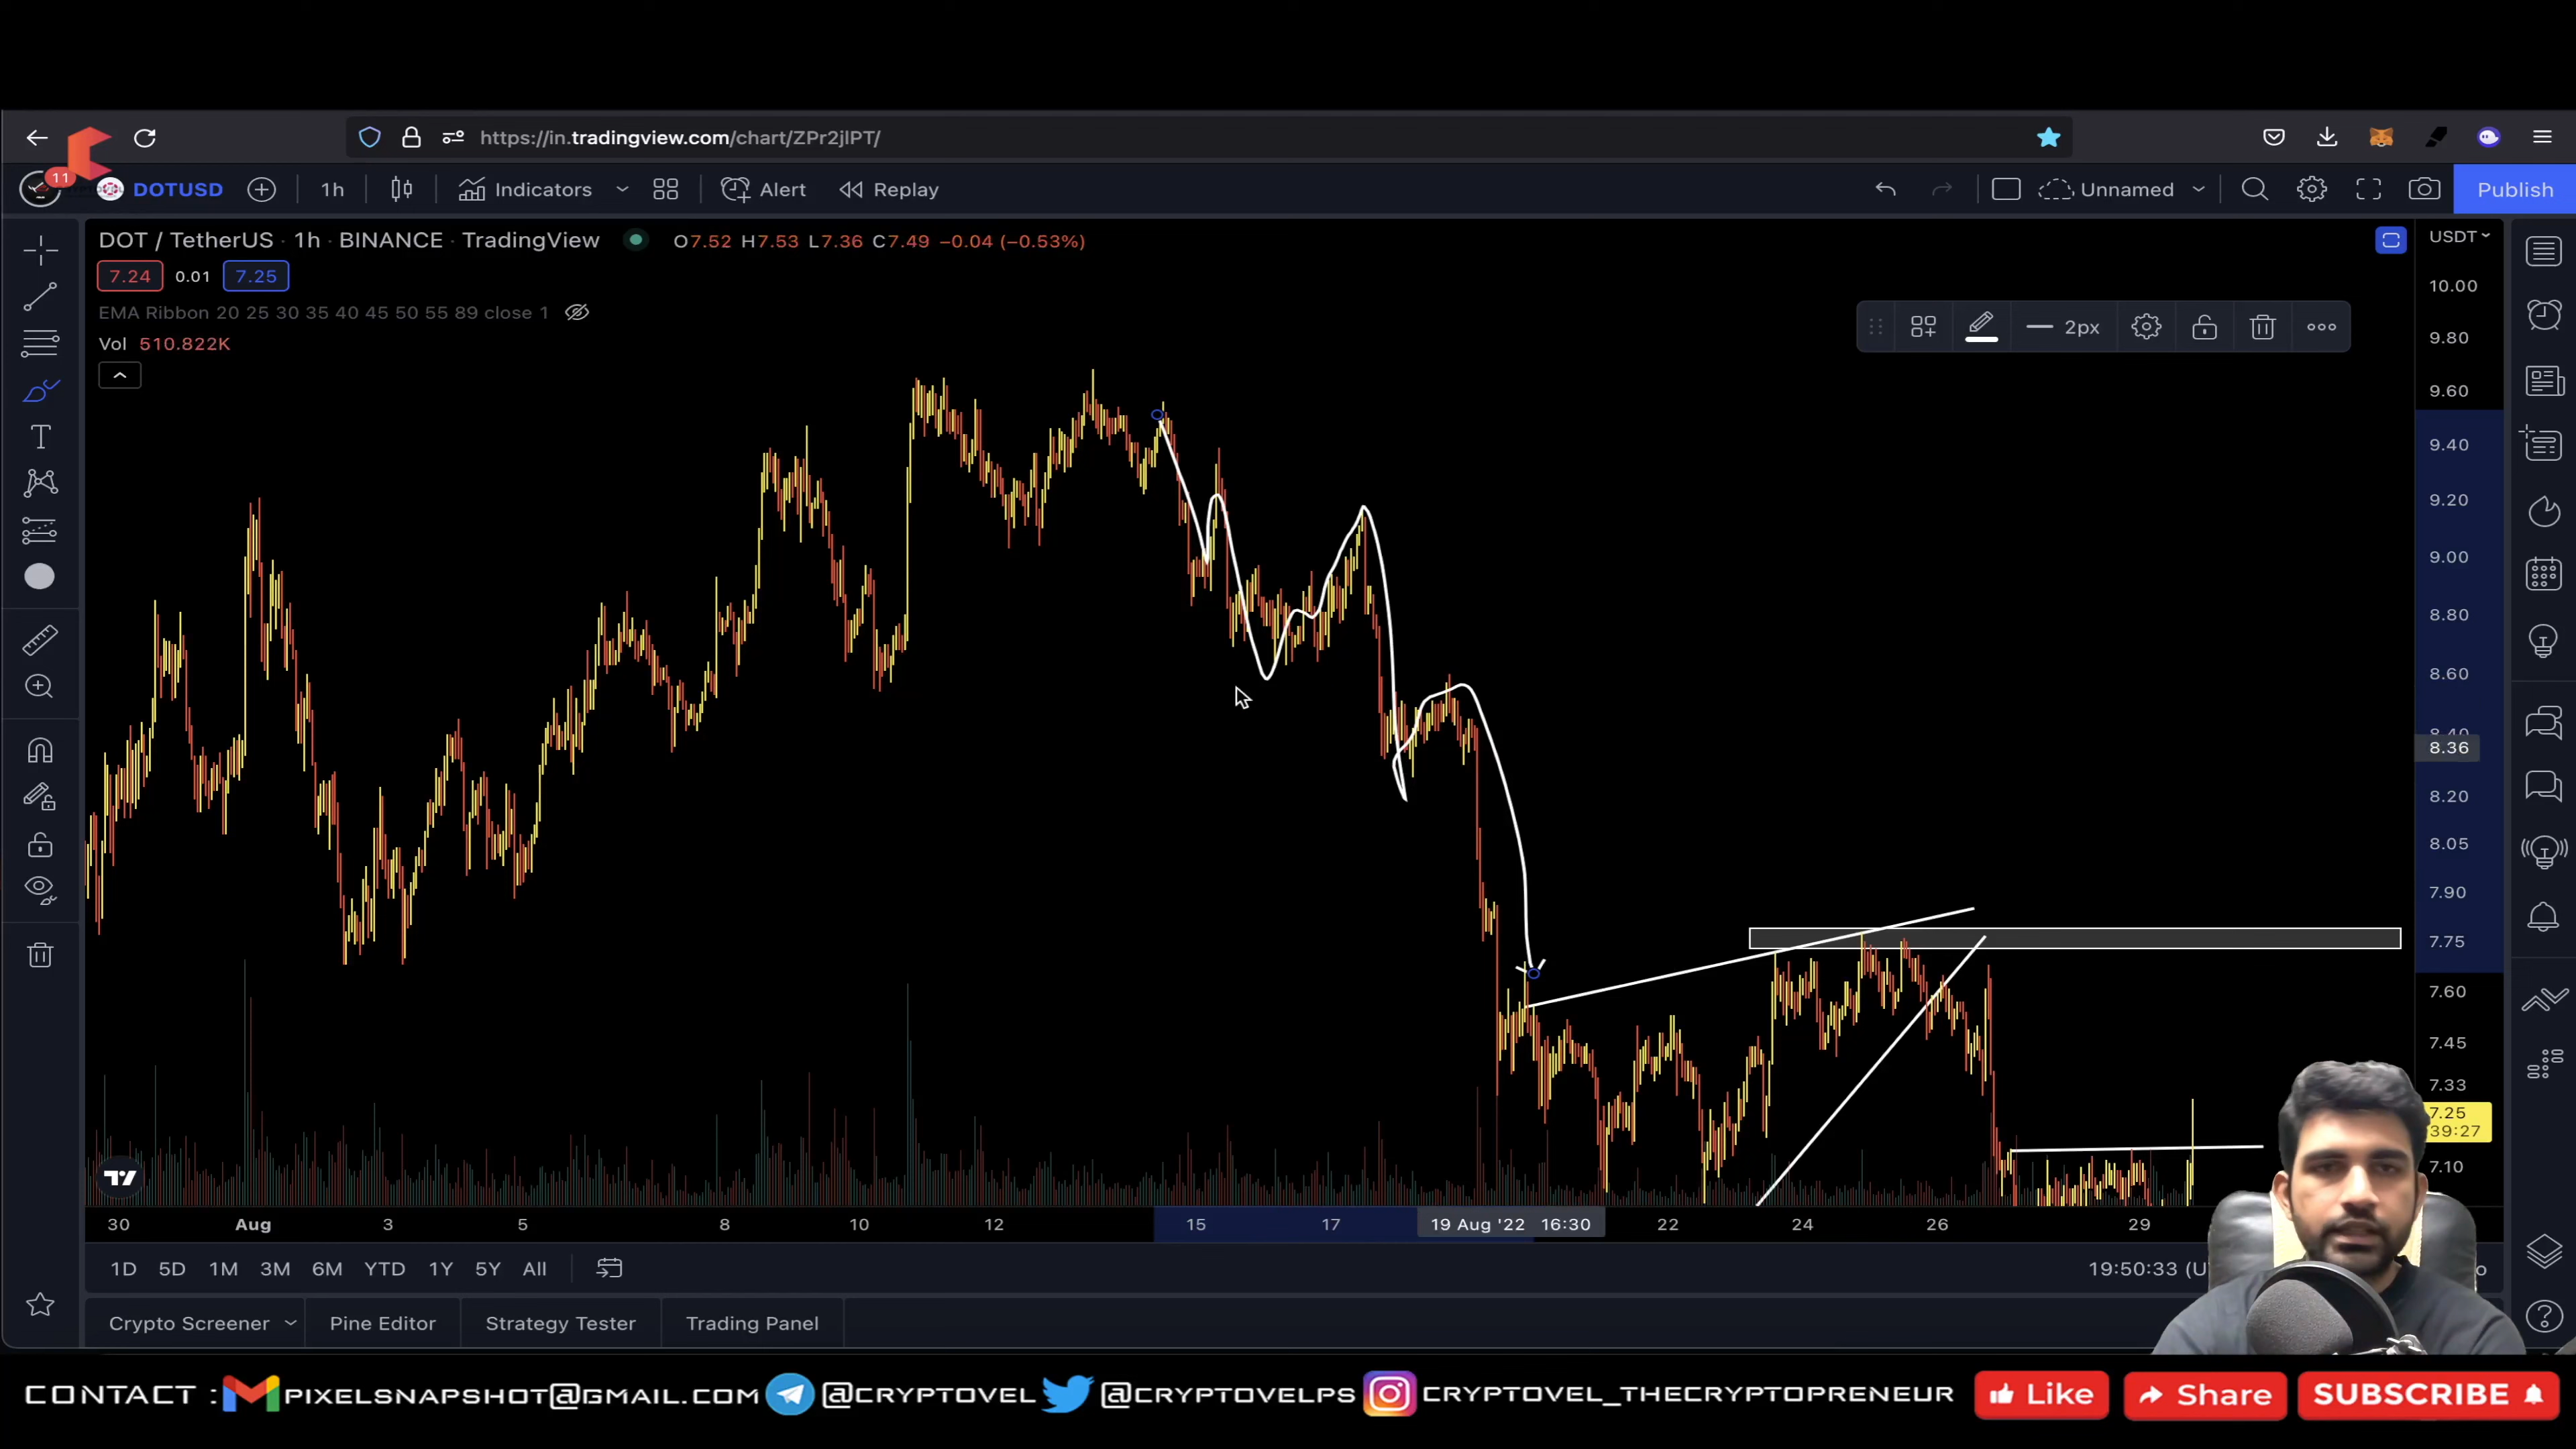 https://in.tradingview.com/chart/ZPr2jlPT/
11 DOTUSD 1h Indicators Alert Replay Unnamed Publish
DOT / TetherUS · 1h · BINANCE · TradingView O7.52 H7.53 L7.36 C7.49 −0.04 (−0.53%)
USDT
7.24 0.01 7.25
EMA Ribbon 20 25 30 35 40 45 50 55 89 close 1
Vol 510.822K
2px
10.00
9.80
9.60
9.40
9.20
9.00
8.80
8.60
8.40
8.36
8.20
8.05
7.90
7.75
7.60
7.45
7.33
7.25
39:27
7.10
30 Aug 3 5 8 10 12 15 17 19 Aug '22 16:30 22 24 26 29
1D 5D 1M 3M 6M YTD 1Y 5Y All 19:50:33
Crypto Screener Pine Editor Strategy Tester Trading Panel
CONTACT : PIXELSNAPSHOT@GMAIL.COM @CRYPTOVEL @CRYPTOVELPS CRYPTOVEL_THECRYPTOPRENEUR Like Share SUBSCRIBE